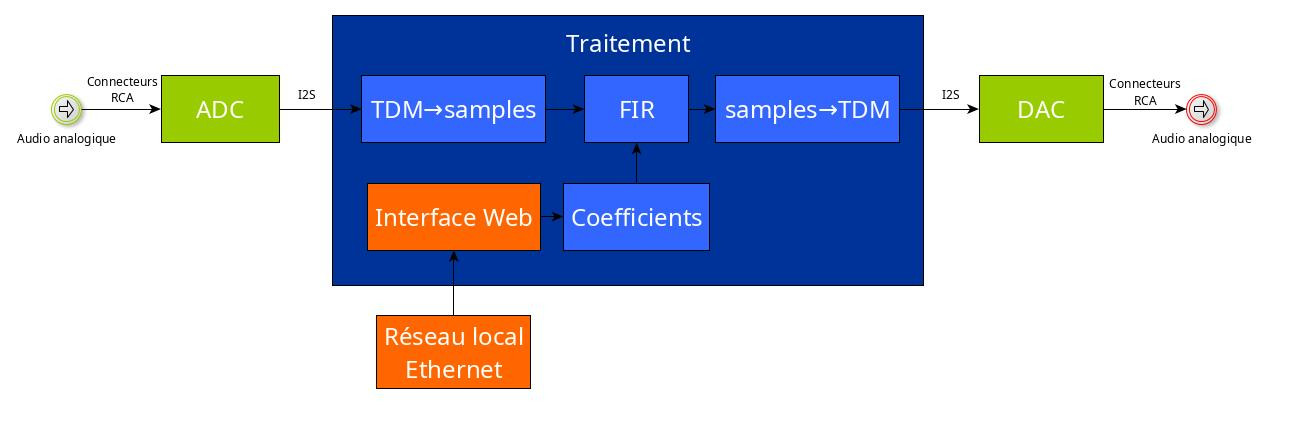 Traitement
Connecteurs
RCA
Audio analogique
ADC
I2S
TDM→samples
FIR
samples→TDM
I2S
DAC
Connecteurs
RCA
Audio analogique
Interface Web
Coefficients
Réseau local
Ethernet